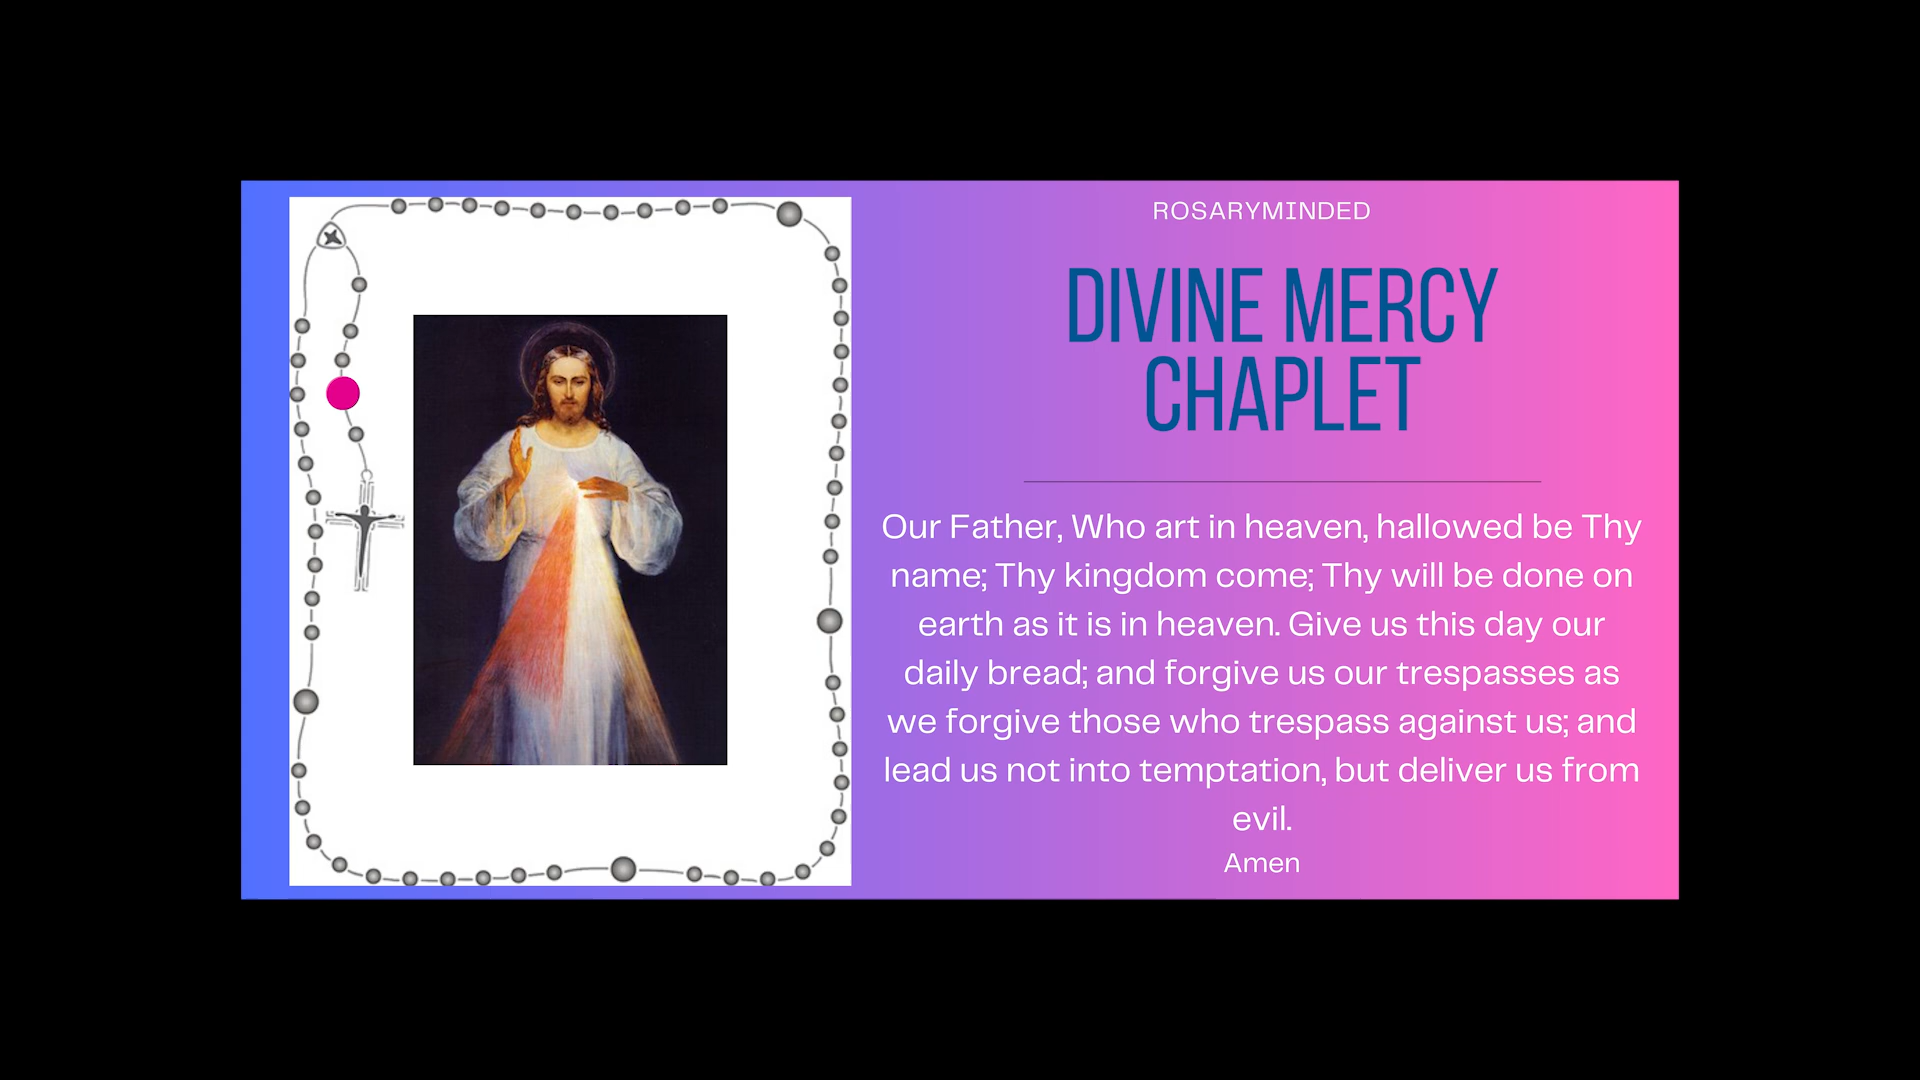 ROSARYMINDED
DIVINE MERCY
CHAPLET
Our Father, Who art in heaven, hallowed be Thy
name; Thy kingdom come; Thy will be done on
earth as it is in heaven. Give us this day our
daily bread; and forgive us our trespasses as
we forgive those who trespass against us; and
lead us not into temptation, but deliver us from
evil.
Amen